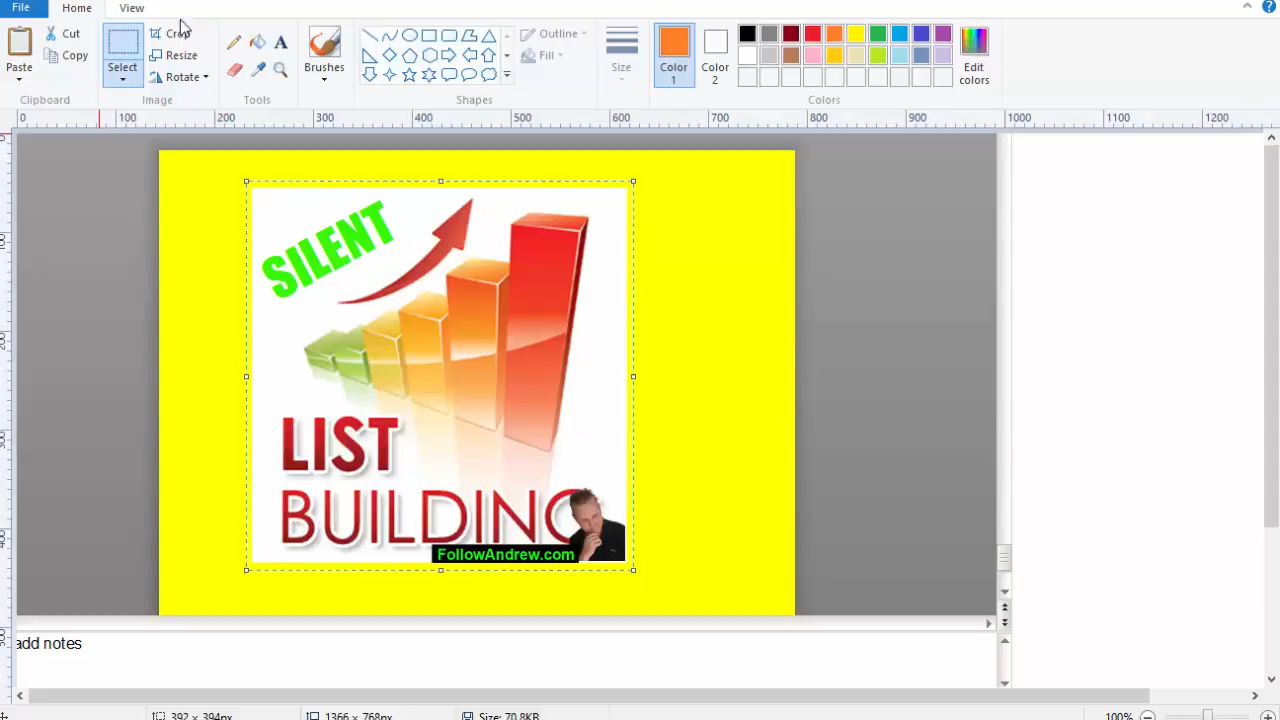 File Home View
Paste
Cut
Copy
Clipboard
Select
Resize
Rotate
Image
Tools
Brushes
Outline
Fill
Shapes
Size
Color 1
Color 2
Edit colors
Colors
0 100 200 300 400 500 600 700 800 900 1000 1100 1200
SILENT
LIST
BUILDING
FollowAndrew.com
add notes
392 × 394px
1366 × 768px
Size: 70.8KB
100%